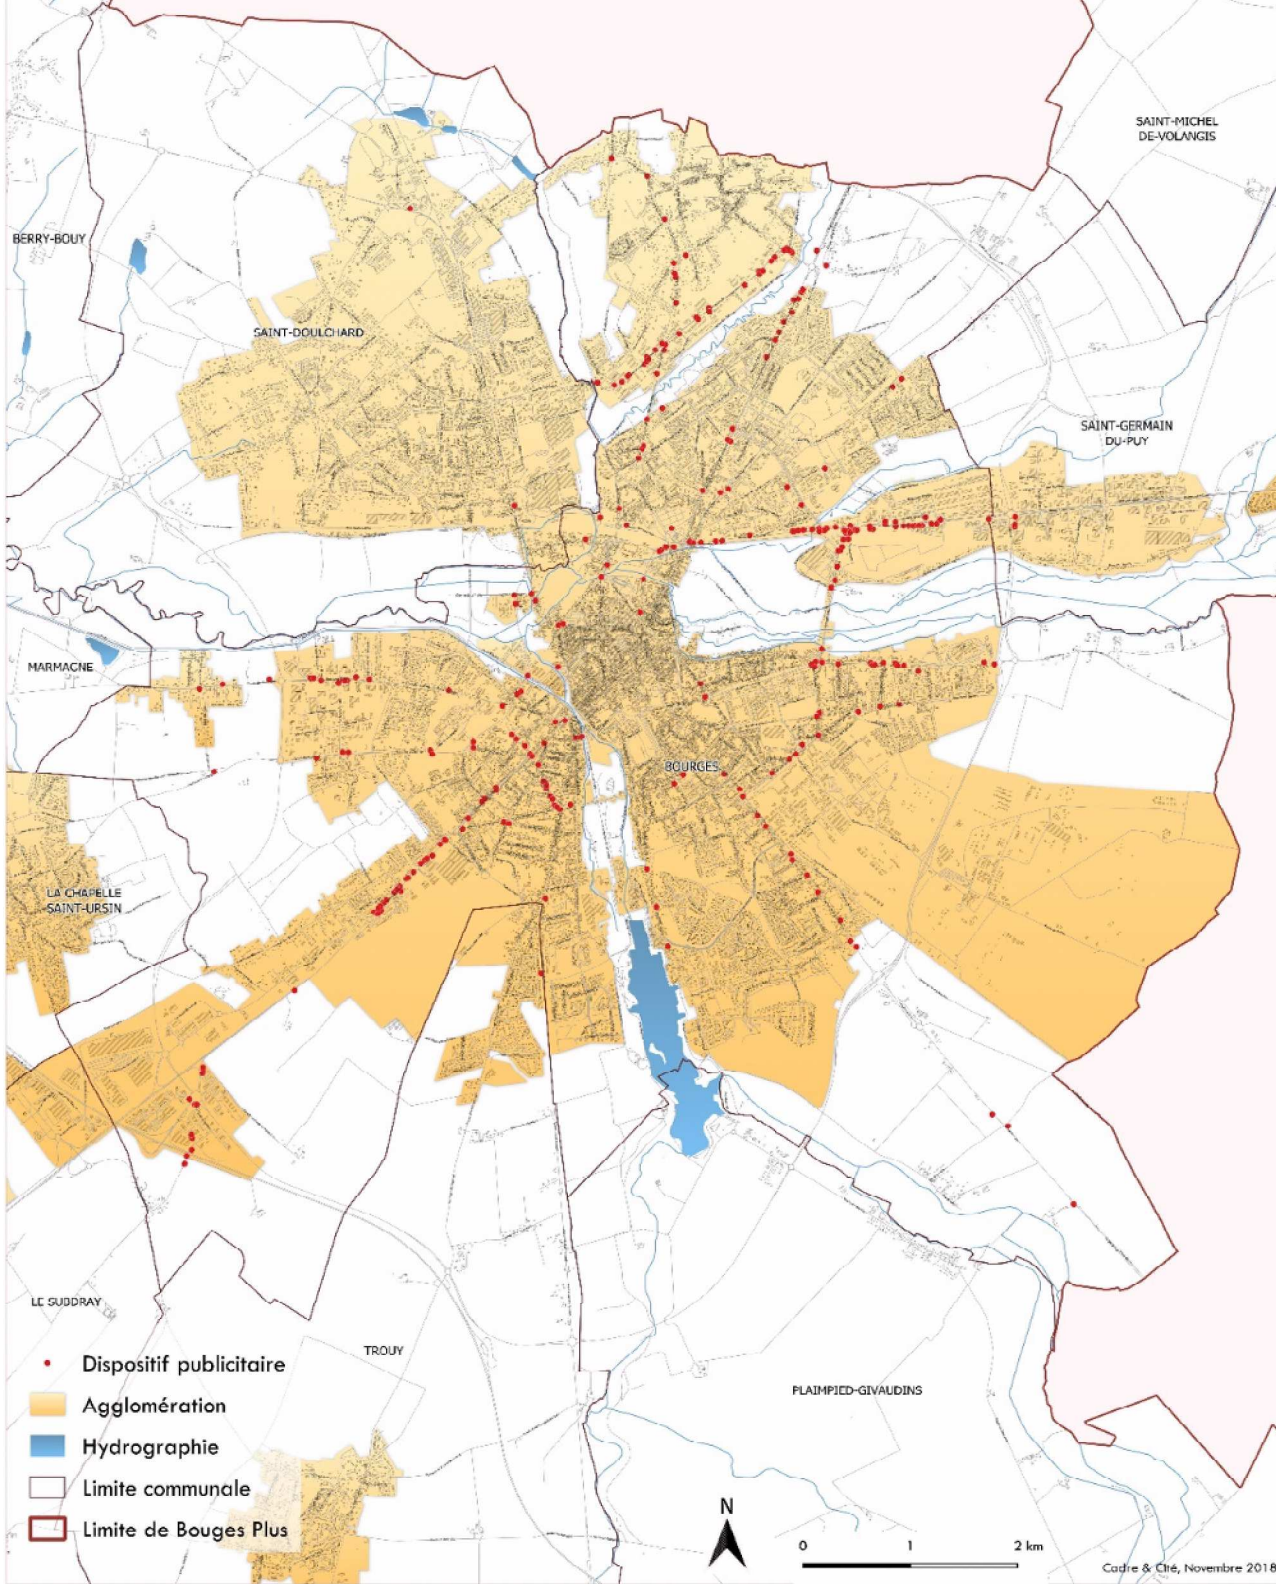 SAINT-MICHEL
DE-VOLANGIS
BERRY-BOUY
SAINT-DOULCHARD
SAINT-GERMAIN
DU-PUY
MARMAGNE
BOURGES
LA CHAPELLE
SAINT-URSIN
LE SUBDRAY
TROUY
PLAIMPIED-GIVAUDINS
Dispositif publicitaire
Agglomération
Hydrographie
Limite communale
Limite de Bouges Plus
N
0 1 2 km
Cadre & Cité, Novembre 2018